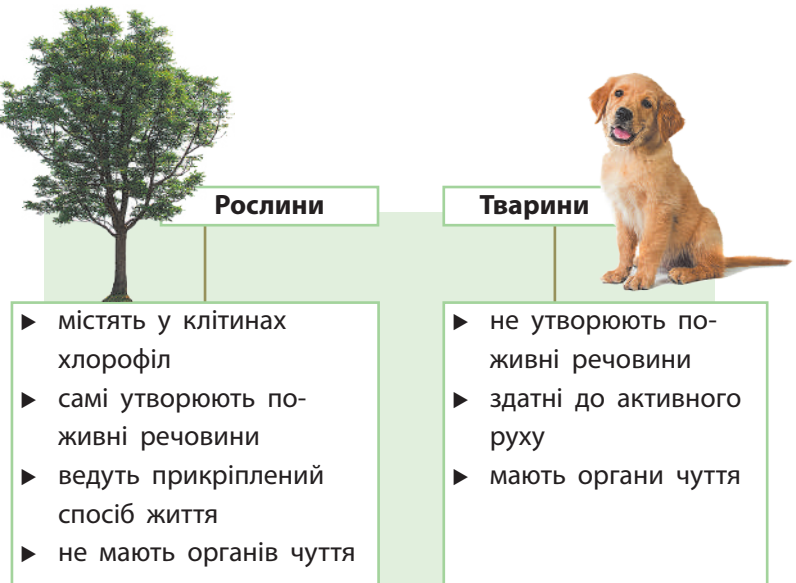 Рослини
містять у клітинах
хлорофіл
самі утворюють по-
живні речовини
ведуть прикріплений
спосіб життя
не мають органів чуття
Тварини
не утворюють по-
живні речовини
здатні до активного
руху
мають органи чуття